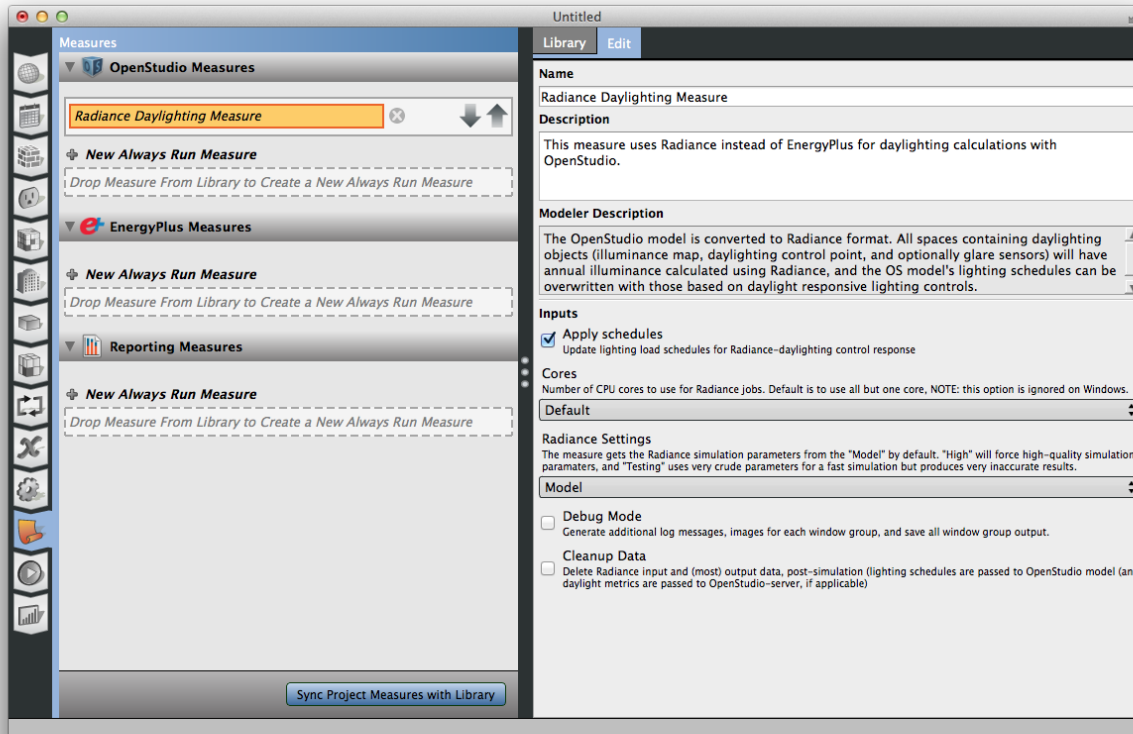 Untitled
Measures
OpenStudio Measures
Radiance Daylighting Measure
New Always Run Measure
Drop Measure From Library to Create a New Always Run Measure
EnergyPlus Measures
New Always Run Measure
Drop Measure From Library to Create a New Always Run Measure
Reporting Measures
New Always Run Measure
Drop Measure From Library to Create a New Always Run Measure
Sync Project Measures with Library
Library
Edit
Name
Radiance Daylighting Measure
Description
This measure uses Radiance instead of EnergyPlus for daylighting calculations with
OpenStudio.
Modeler Description
The OpenStudio model is converted to Radiance format. All spaces containing daylighting
objects (illuminance map, daylighting control point, and optionally glare sensors) will have
annual illuminance calculated using Radiance, and the OS model's lighting schedules can be
overwritten with those based on daylight responsive lighting controls.
Inputs
Apply schedules
Update lighting load schedules for Radiance-daylighting control response
Cores
Number of CPU cores to use for Radiance jobs. Default is to use all but one core, NOTE: this option is ignored on Windows.
Default
Radiance Settings
The measure gets the Radiance simulation parameters from the "Model" by default. "High" will force high-quality simulation
paramaters, and "Testing" uses very crude parameters for a fast simulation but produces very inaccurate results.
Model
Debug Mode
Generate additional log messages, images for each window group, and save all window group output.
Cleanup Data
Delete Radiance input and (most) output data, post-simulation (lighting schedules are passed to OpenStudio model (an
daylight metrics are passed to OpenStudio-server, if applicable)